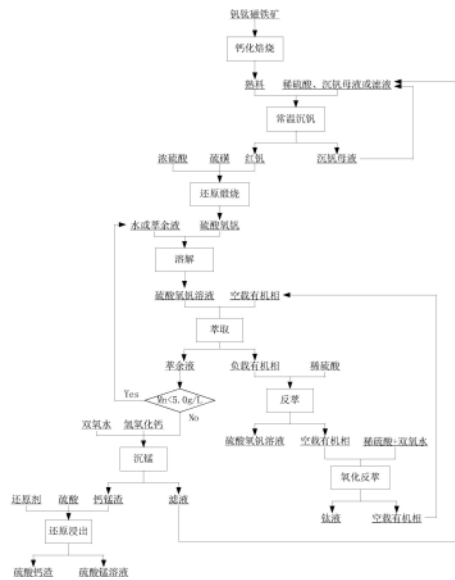 钒钛磁铁矿
钙化焙烧
熟料 稀硫酸、沉钒母液或滤液
常温沉钒
浓硫酸 硫磺 红钒 沉钒母液
还原煅烧
水或萃余液 硫酸氧钒
溶解
硫酸氧钒溶液 空载有机相
萃取
萃余液 负载有机相 稀硫酸
Yes Mn<5.0g/L 反萃
双氧水 氢氧化钙 No
硫酸氧钒溶液 空载有机相 稀硫酸+双氧水
沉锰
氧化反萃
还原剂 硫酸 钙锰渣 滤液
钛液 空载有机相
还原浸出
硫酸钙渣 硫酸锰溶液